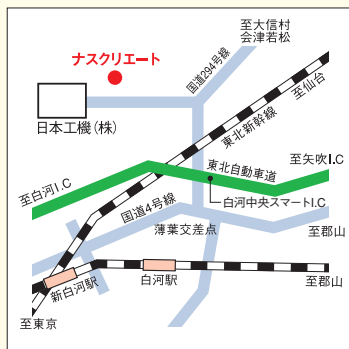 至大信村
会津若松
ナスクリエート
国道294号線
至仙台
日本工機(株)
東北新幹線
至矢吹I.C
東北自動車道
至白河I.C
白河中央スマートI.C
国道4号線
薄葉交差点
至郡山
新白河駅
白河駅
至郡山
至東京